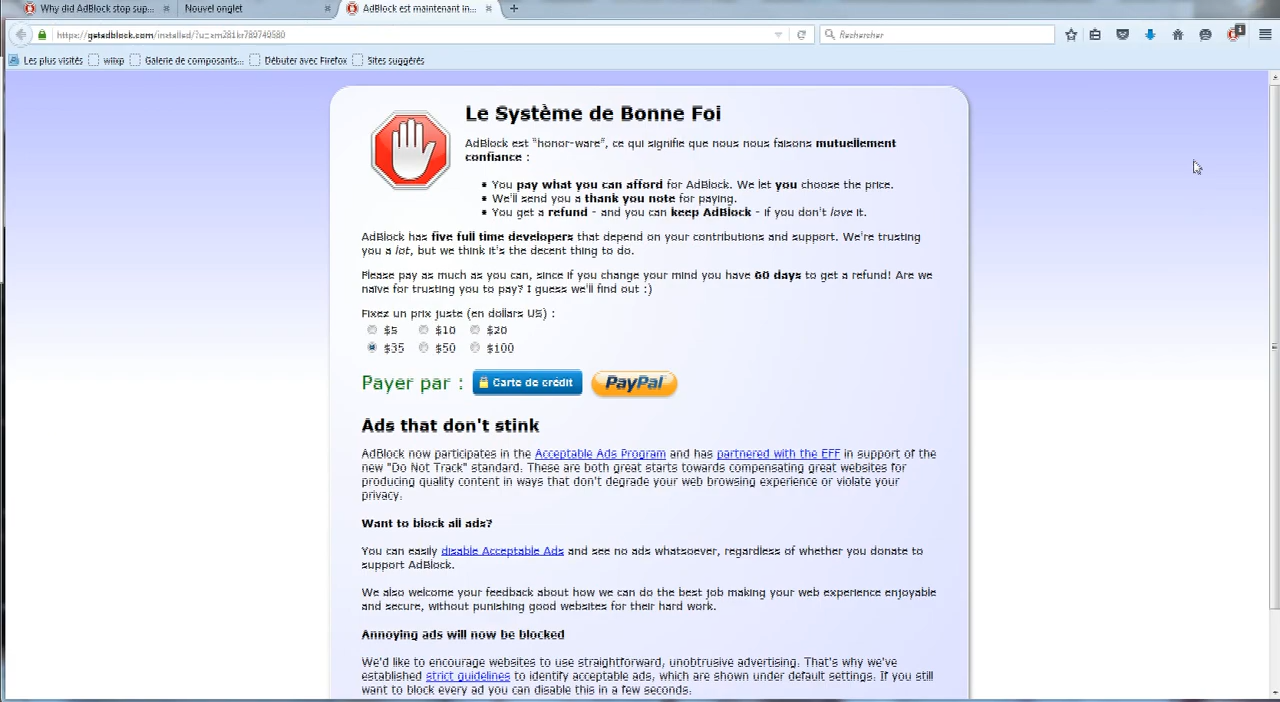 Why did AdBlock stop sup...
Nouvel onglet
AdBlock est maintenant in...
https://getadblock.com/installed/?u=xm281kr789749580
Rechercher
1
Les plus visités
wiixp
Galerie de composants...
Débuter avec Firefox
Sites suggérés
Le Système de Bonne Foi
AdBlock est "honor-ware", ce qui signifie que nous nous faisons mutuellement
confiance :
You pay what you can afford for AdBlock. We let you choose the price.
We'll send you a thank you note for paying.
You get a refund - and you can keep AdBlock - if you don't love it.
AdBlock has five full time developers that depend on your contributions and support. We're trusting
you a lot, but we think it's the decent thing to do.
Please pay as much as you can, since if you change your mind you have 60 days to get a refund! Are we
naive for trusting you to pay? I guess we'll find out :)
Fixez un prix juste (en dollars US) :
$5 $10 $20
$35 $50 $100
Payer par : Carte de crédit PayPal
Ads that don't stink
AdBlock now participates in the Acceptable Ads Program and has partnered with the EFF in support of the
new "Do Not Track" standard. These are both great starts towards compensating great websites for
producing quality content in ways that don't degrade your web browsing experience or violate your
privacy.
Want to block all ads?
You can easily disable Acceptable Ads and see no ads whatsoever, regardless of whether you donate to
support AdBlock.
We also welcome your feedback about how we can do the best job making your web experience enjoyable
and secure, without punishing good websites for their hard work.
Annoying ads will now be blocked
We'd like to encourage websites to use straightforward, unobtrusive advertising. That's why we've
established strict guidelines to identify acceptable ads, which are shown under default settings. If you still
want to block every ad you can disable this in a few seconds.